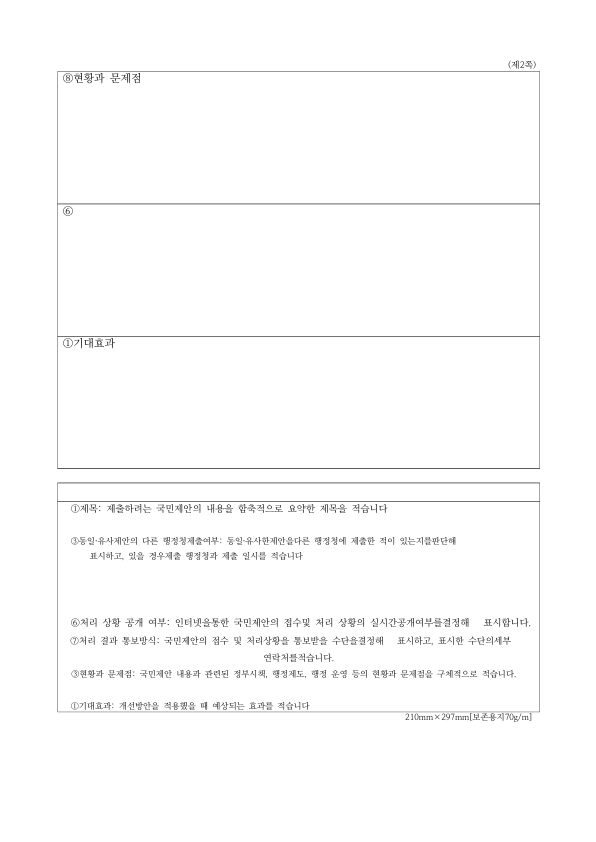 (제2쪽)
⑧현황과 문제점
⑥
①기대효과
①제목: 제출하려는 국민제안의 내용을 함축적으로 요약한 제목을 적습니다
③동일·유사제안의 다른 행정청제출여부: 동일·유사한제안을다른 행정청에 제출한 적이 있는지를판단해
표시하고, 있을 경우제출 행정청과 제출 일시를 적습니다
⑥처리 상황 공개 여부: 인터넷을통한 국민제안의 접수및 처리 상황의 실시간공개여부를결정해 표시합니다.
⑦처리 결과 통보방식: 국민제안의 접수 및 처리상황을 통보받을 수단을결정해 표시하고, 표시한 수단의세부
연락처를적습니다.
③현황과 문제점: 국민제안 내용과 관련된 정부시책, 행정제도, 행정 운영 등의 현황과 문제점을 구체적으로 적습니다.
①기대효과: 개선방안을 적용했을 때 예상되는 효과를 적습니다
210mm×297mm[보존용지70g/m]